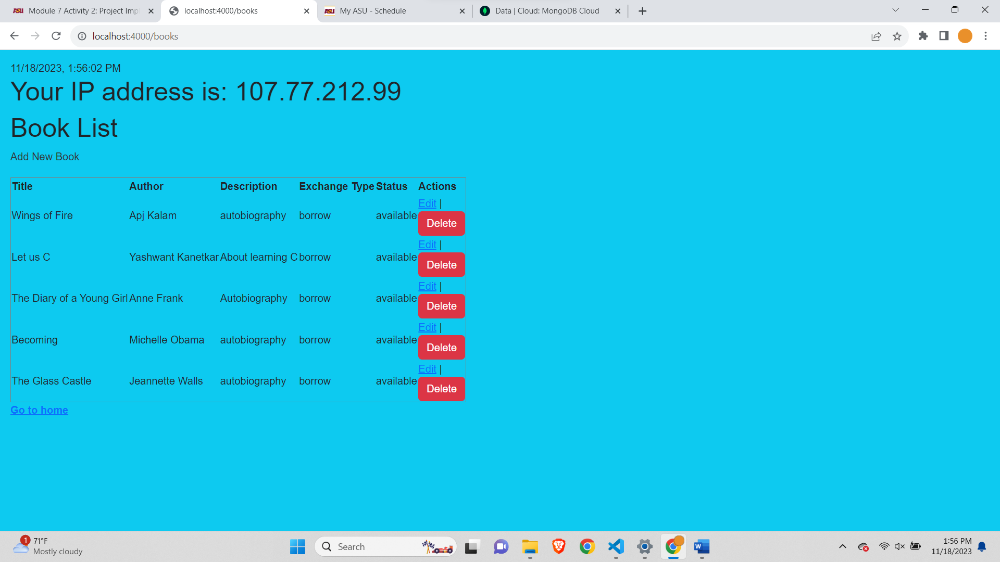 Module 7 Activity 2: Project Impl
localhost:4000/books
My ASU - Schedule
Data | Cloud: MongoDB Cloud
localhost:4000/books
11/18/2023, 1:56:02 PM
Your IP address is: 107.77.212.99
Book List
Add New Book
Title Author Description Exchange Type Status Actions
Wings of Fire Apj Kalam autobiography borrow available Edit |
Delete
Let us C Yashwant Kanetkar About learning C borrow available Edit |
Delete
The Diary of a Young Girl Anne Frank Autobiography borrow available Edit |
Delete
Becoming Michelle Obama autobiography borrow available Edit |
Delete
The Glass Castle Jeannette Walls autobiography borrow available Edit |
Delete
Go to home
1
71°F
Mostly cloudy
Search
1:56 PM
11/18/2023